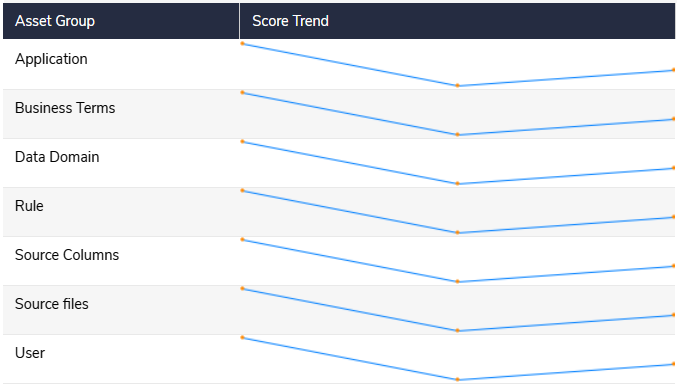 Asset Group Score Trend
Application
Business Terms
Data Domain
Rule
Source Columns
Source files
User